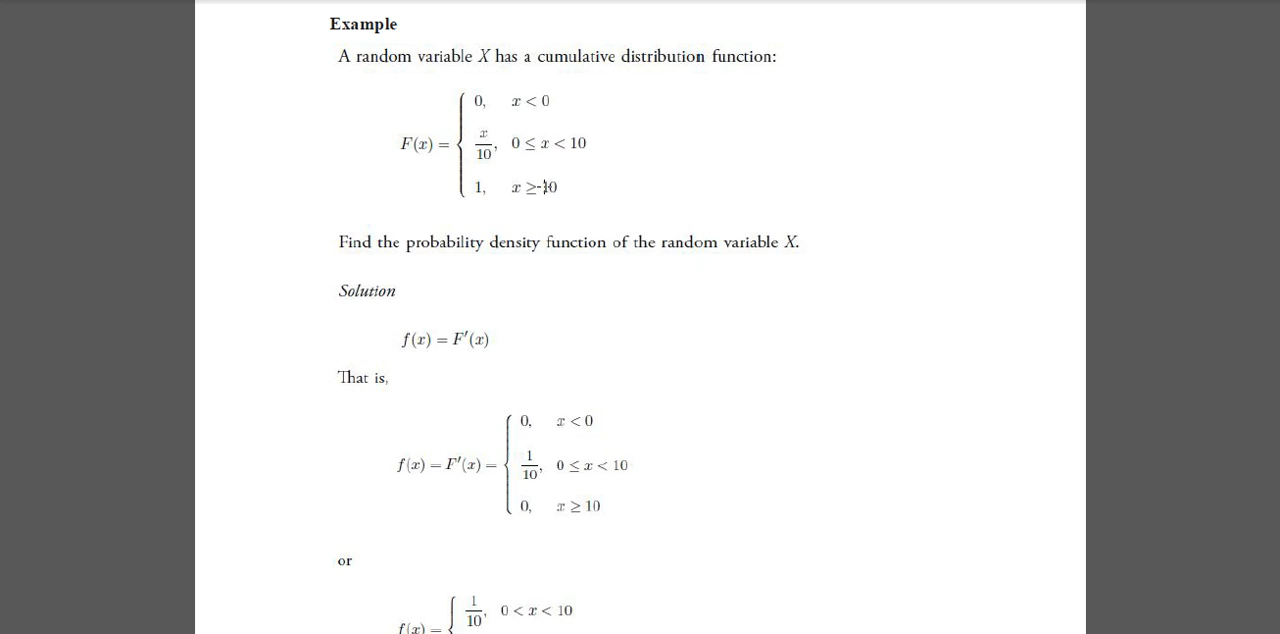 Example
A random variable X has a cumulative distribution function:
F(x) = { 0, x < 0
x/10, 0 ≤ x < 10
1, x ≥ 10
Find the probability density function of the random variable X.
Solution
f(x) = F′(x)
That is,
f(x) = F′(x) = { 0, x < 0
1/10, 0 ≤ x < 10
0, x ≥ 10
or
f(x) = { 1/10, 0 < x < 10